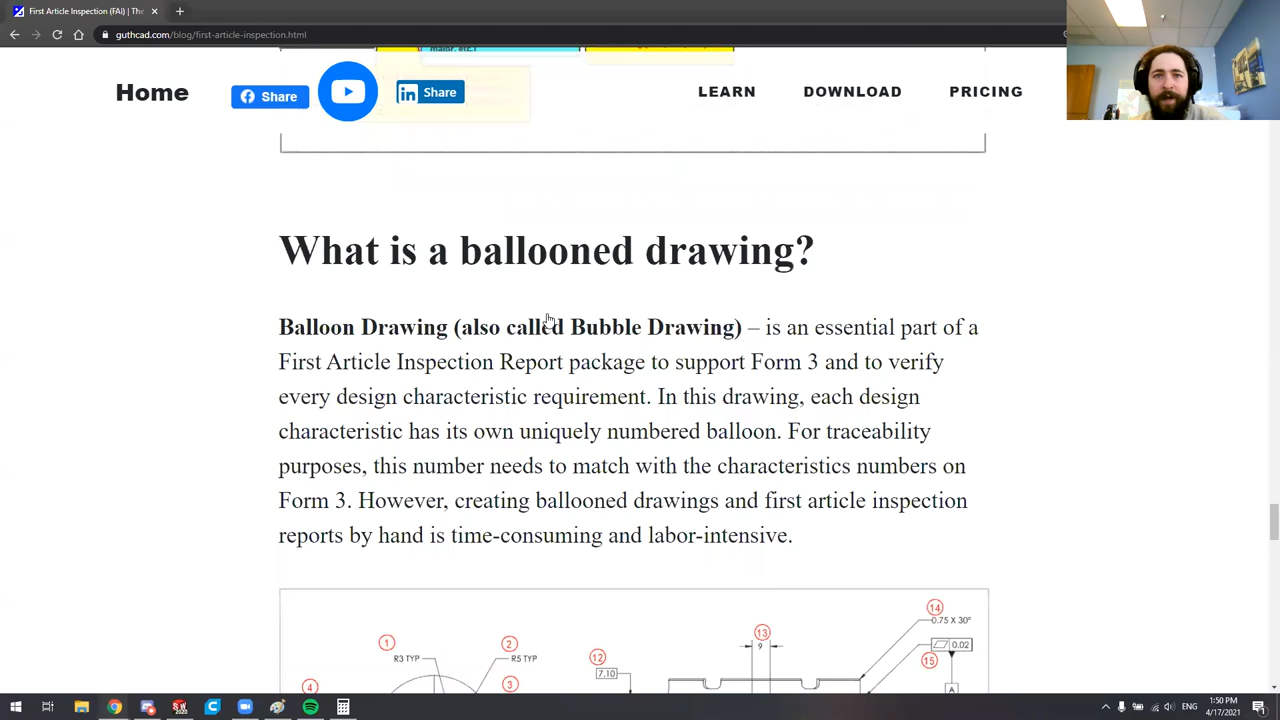 First Article Inspection (FAI) | The
guthcad.com/blog/first-article-inspection.html
major, etc.)
Home
Share
Share
LEARN
DOWNLOAD
PRICING
What is a ballooned drawing?
Balloon Drawing (also called Bubble Drawing) – is an essential part of a
First Article Inspection Report package to support Form 3 and to verify
every design characteristic requirement. In this drawing, each design
characteristic has its own uniquely numbered balloon. For traceability
purposes, this number needs to match with the characteristics numbers on
Form 3. However, creating ballooned drawings and first article inspection
reports by hand is time-consuming and labor-intensive.
14
0.75 X 30°
13
1
2
9
0.02
R3 TYP
R5 TYP
12
15
7,10
3
4
A
1:50 PM
ENG
4/17/2021